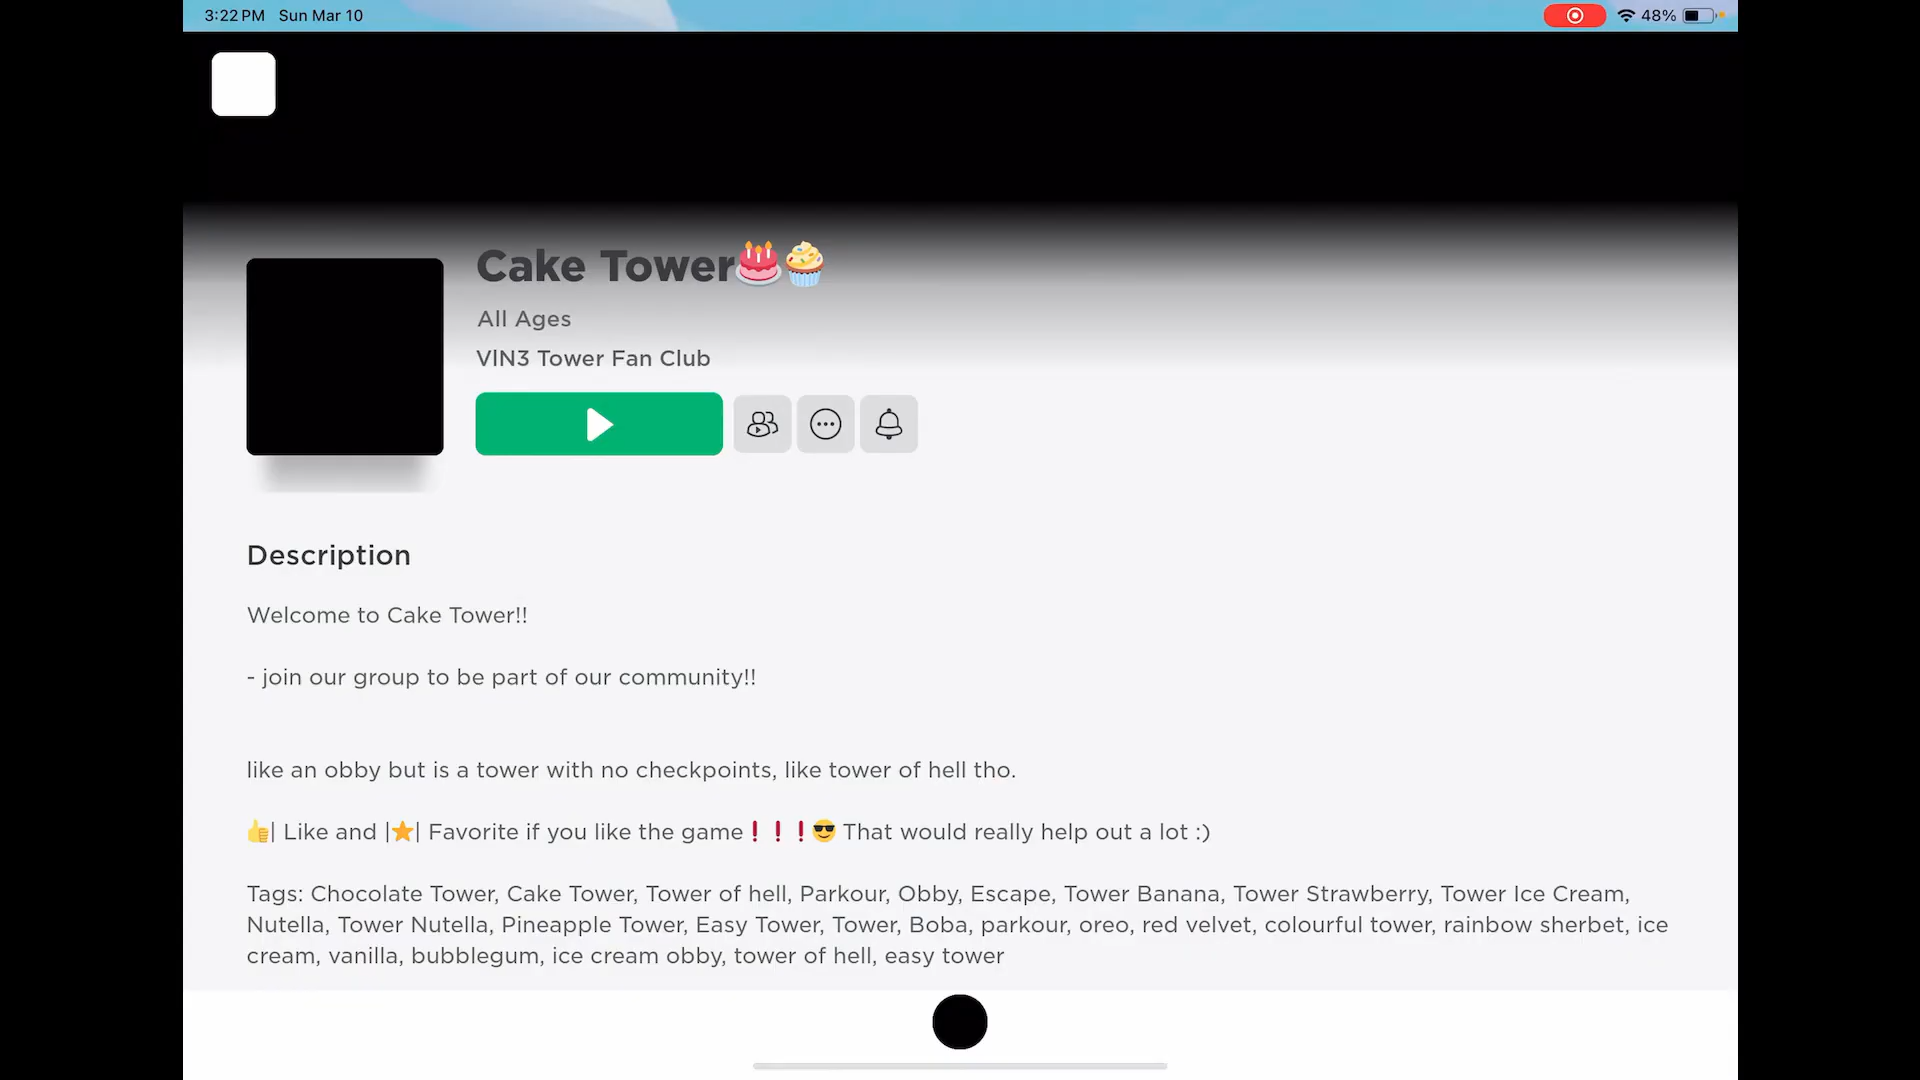 3:22 PM Sun Mar 10
48%
Cake Tower🎂🧁
All Ages
VlN3 Tower Fan Club
Description
Welcome to Cake Tower!!
- join our group to be part of our community!!
like an obby but is a tower with no checkpoints, like tower of hell tho.
👍| Like and |⭐| Favorite if you like the game❗❗❗😎 That would really help out a lot :)
Tags: Chocolate Tower, Cake Tower, Tower of hell, Parkour, Obby, Escape, Tower Banana, Tower Strawberry, Tower Ice Cream,
Nutella, Tower Nutella, Pineapple Tower, Easy Tower, Tower, Boba, parkour, oreo, red velvet, colourful tower, rainbow sherbet, ice
cream, vanilla, bubblegum, ice cream obby, tower of hell, easy tower